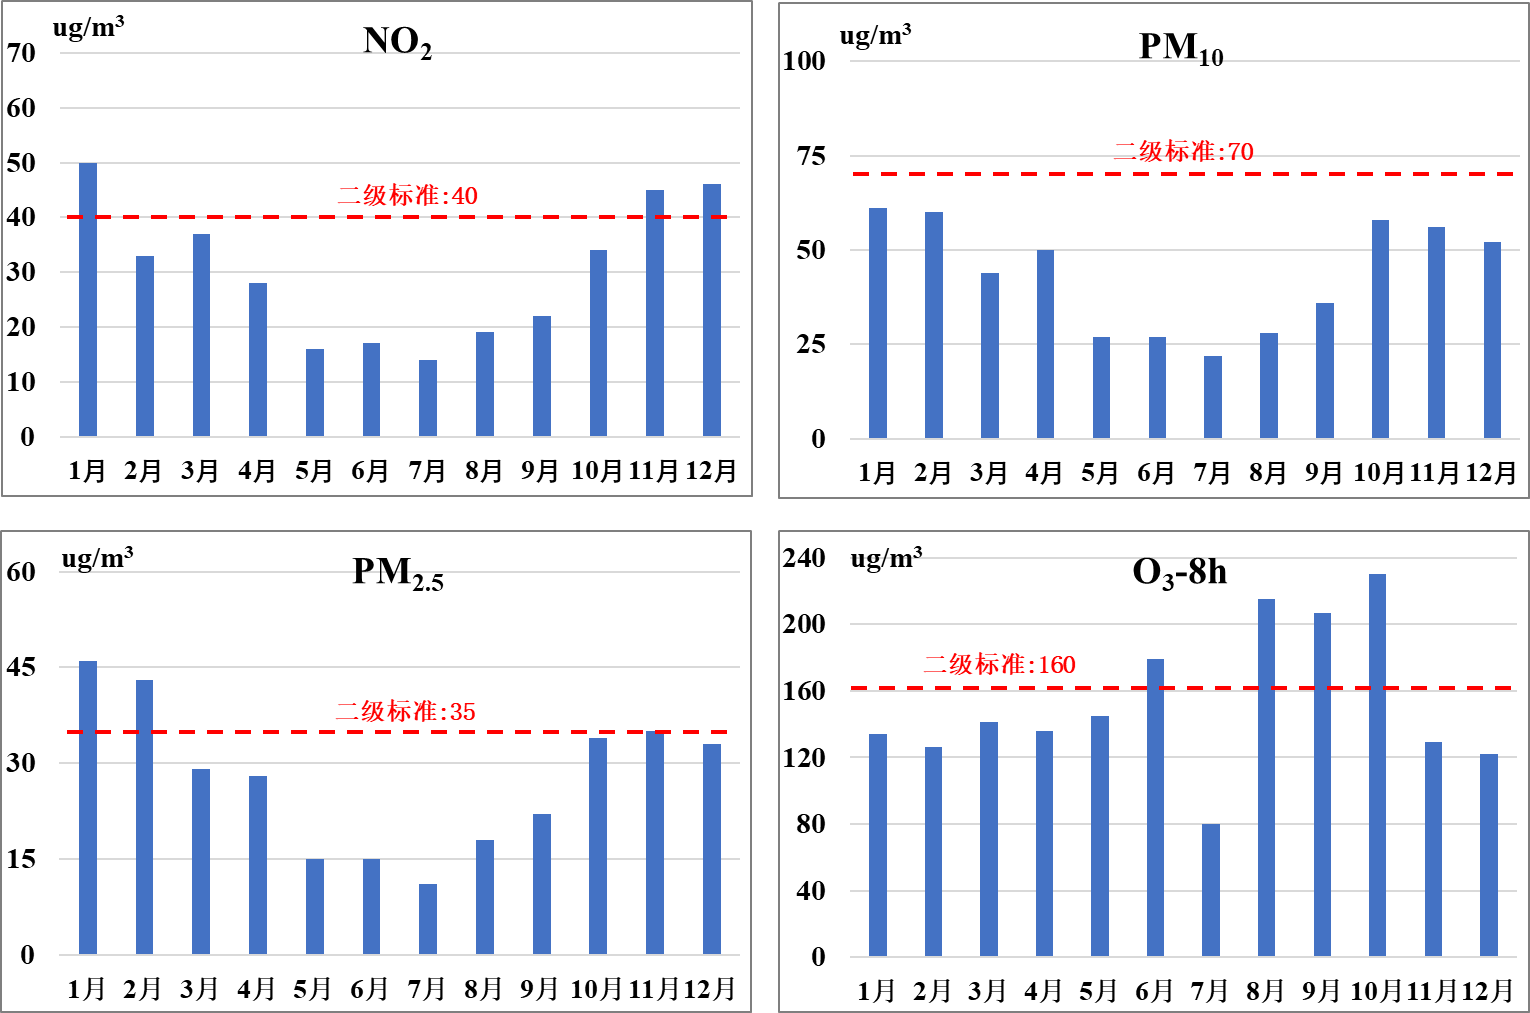 ug/m³
NO₂
70
60
50
二级标准:40
40
30
20
10
0
1月 2月 3月 4月 5月 6月 7月 8月 9月 10月 11月 12月
ug/m³
PM₁₀
100
二级标准:70
75
50
25
0
1月 2月 3月 4月 5月 6月 7月 8月 9月 10月 11月 12月
ug/m³
PM₂.₅
60
45
二级标准:35
30
15
0
1月 2月 3月 4月 5月 6月 7月 8月 9月 10月 11月 12月
ug/m³
O₃-8h
240
200
二级标准:160
160
120
80
40
0
1月 2月 3月 4月 5月 6月 7月 8月 9月 10月 11月 12月